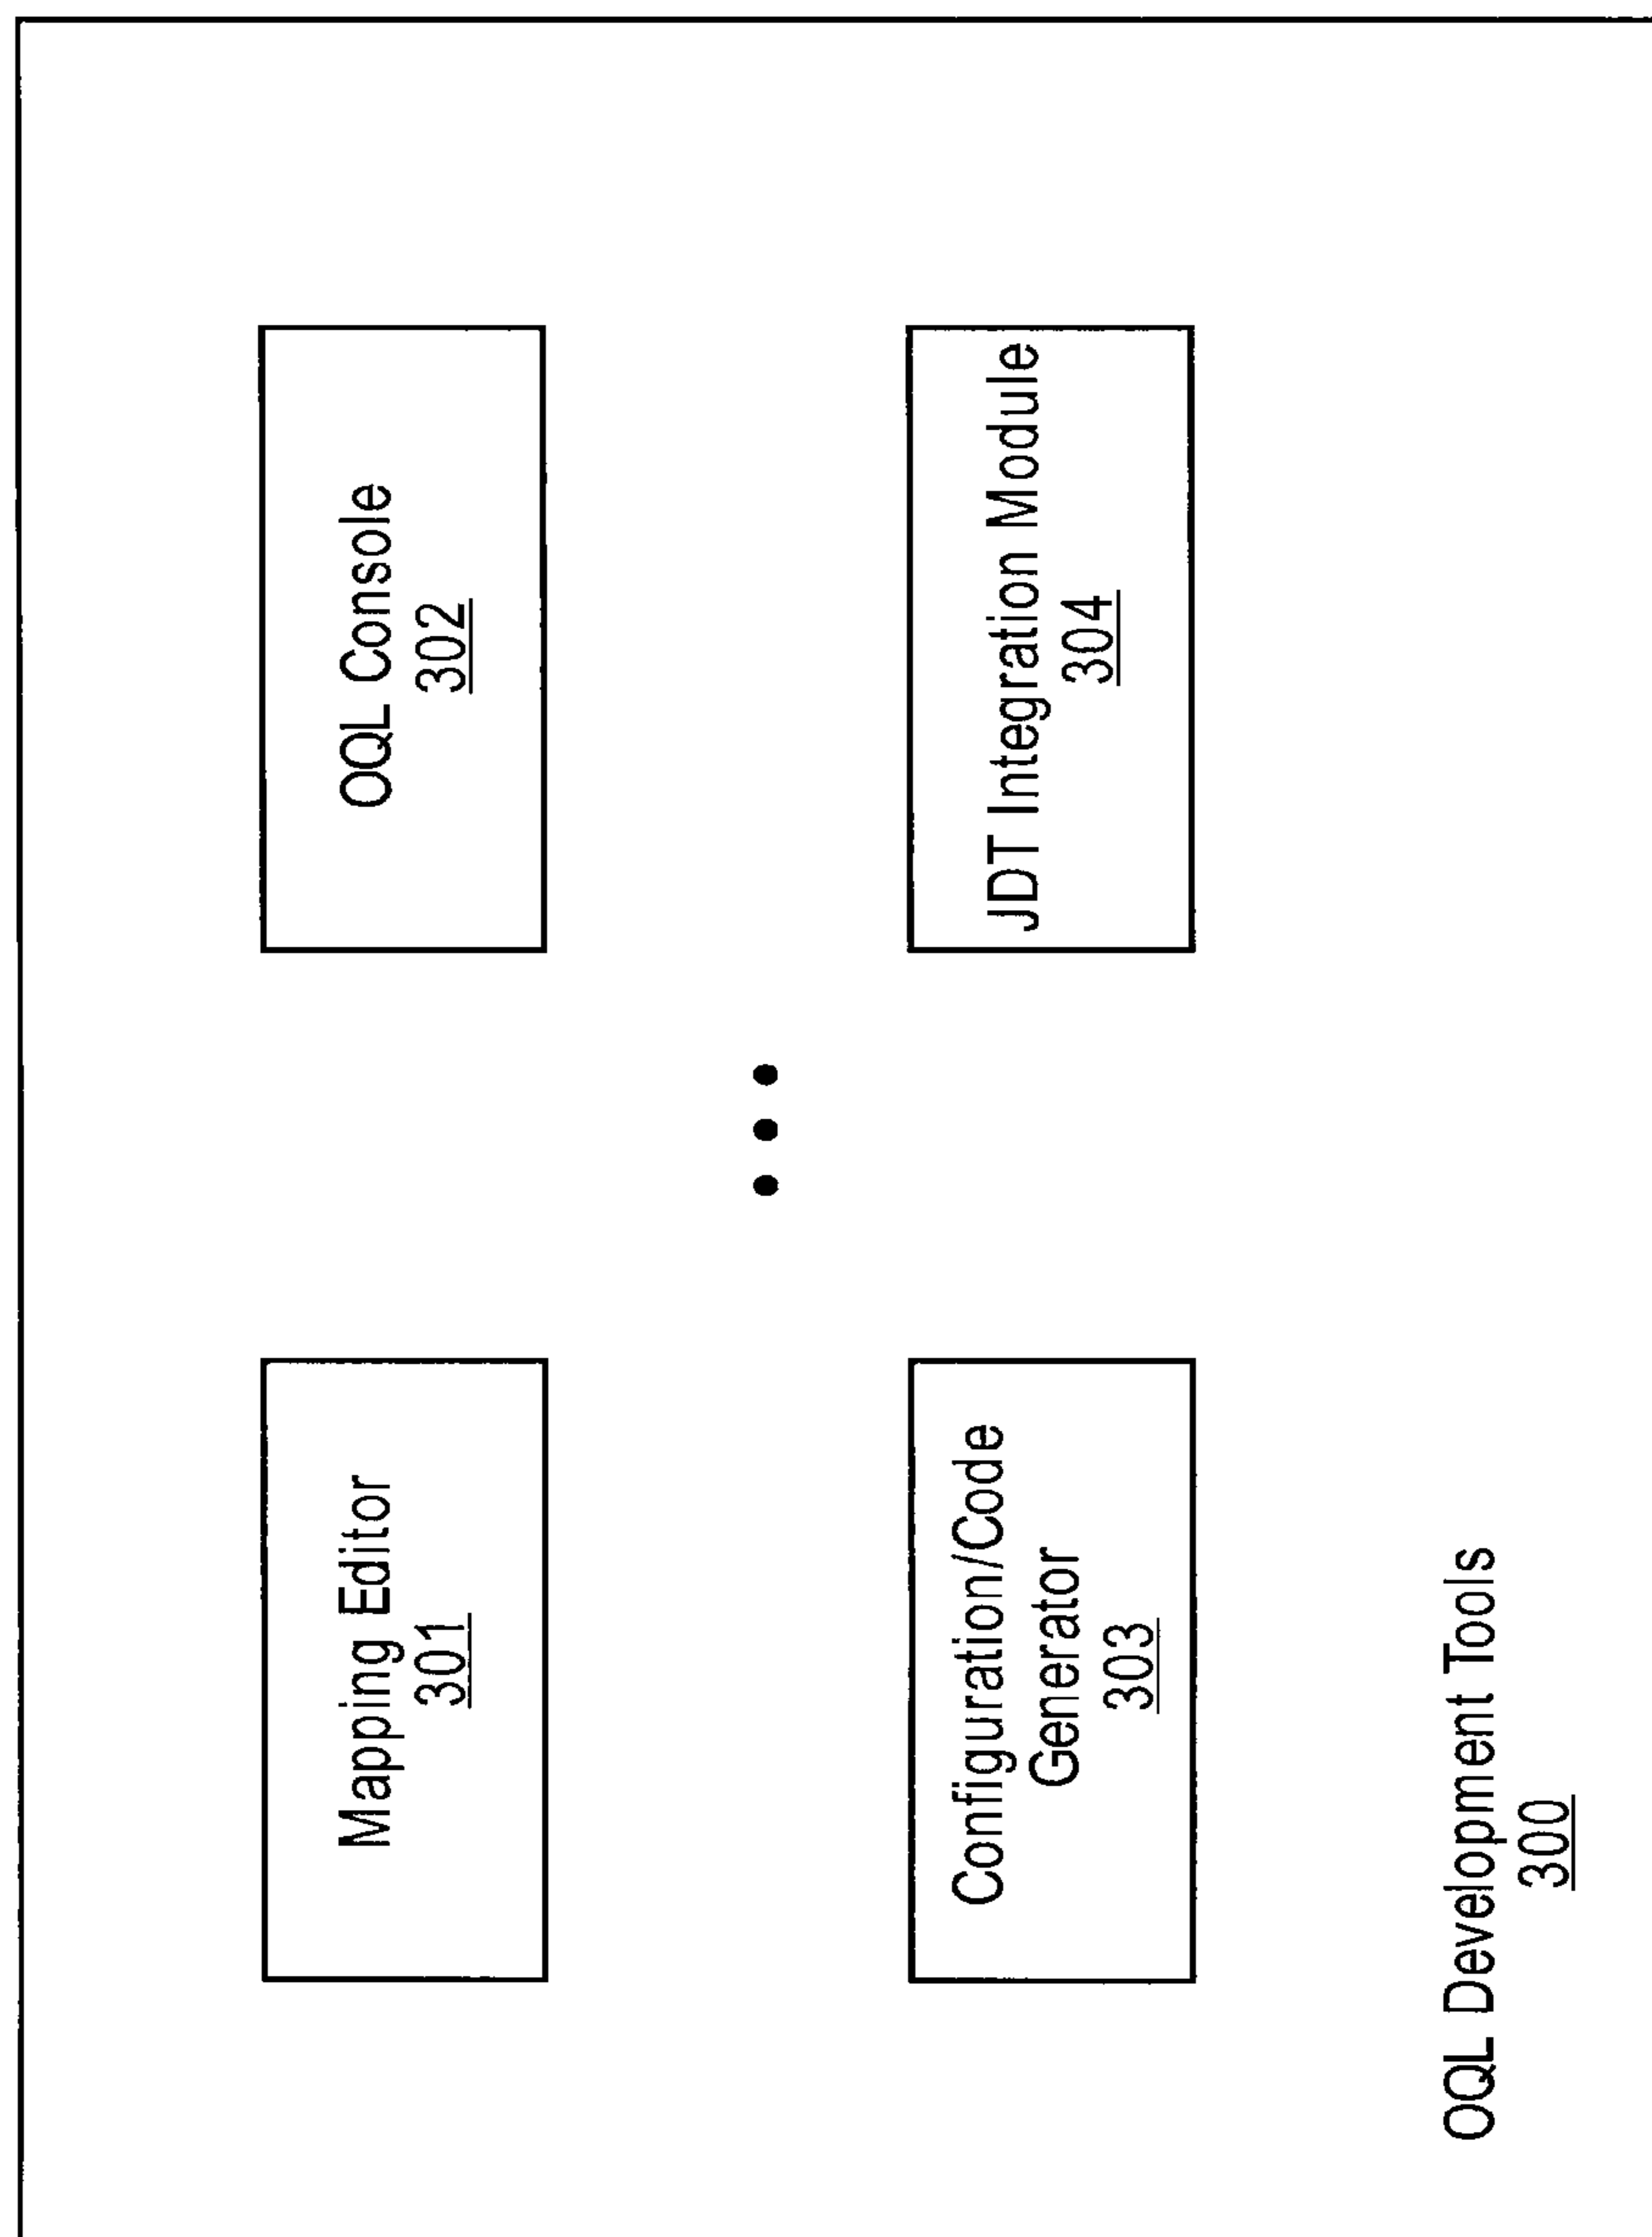 Mapping Editor
301
OQL Console
302
Configuration/Code
Generator
303
JDT Integration Module
304
OQL Development Tools
300